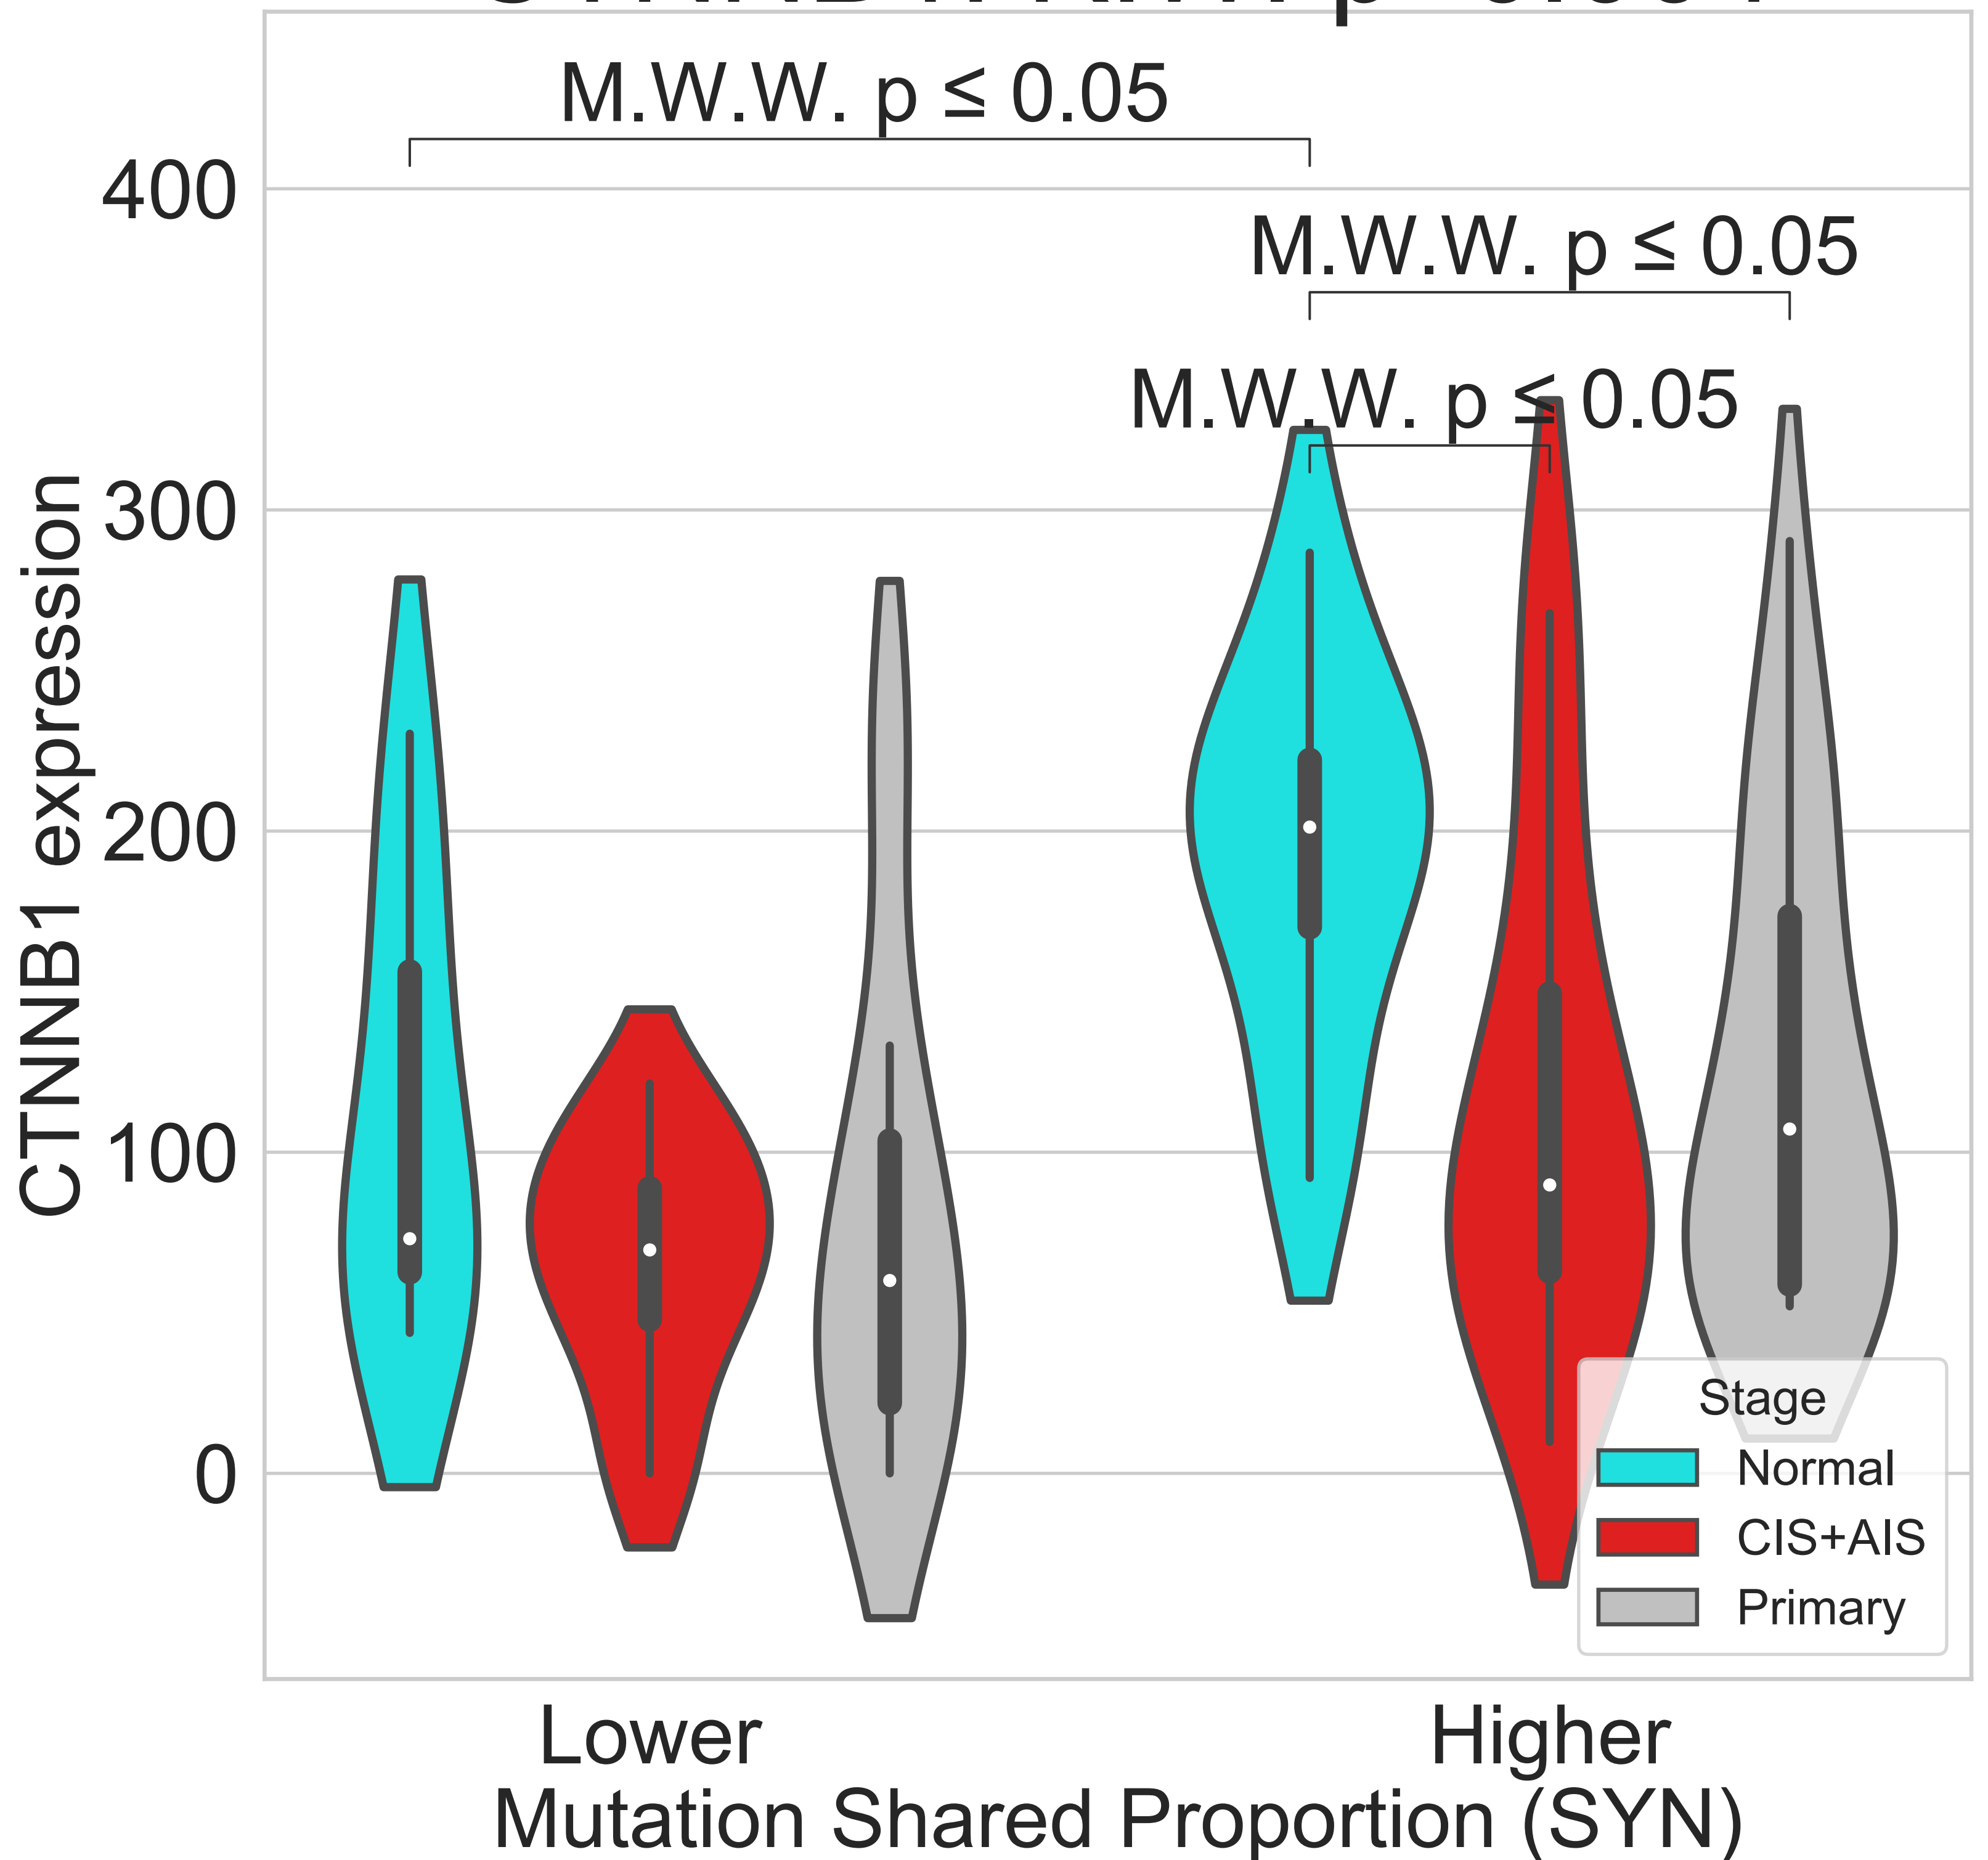 M.W.W. p ≤ 0.05
400
M.W.W. p ≤ 0.05
M.W.W. p ≤ 0.05
300
200
100
0
CTNNB1 expression
Stage
Normal
CIS+AIS
Primary
Lower
Higher
Mutation Shared Proportion (SYN)